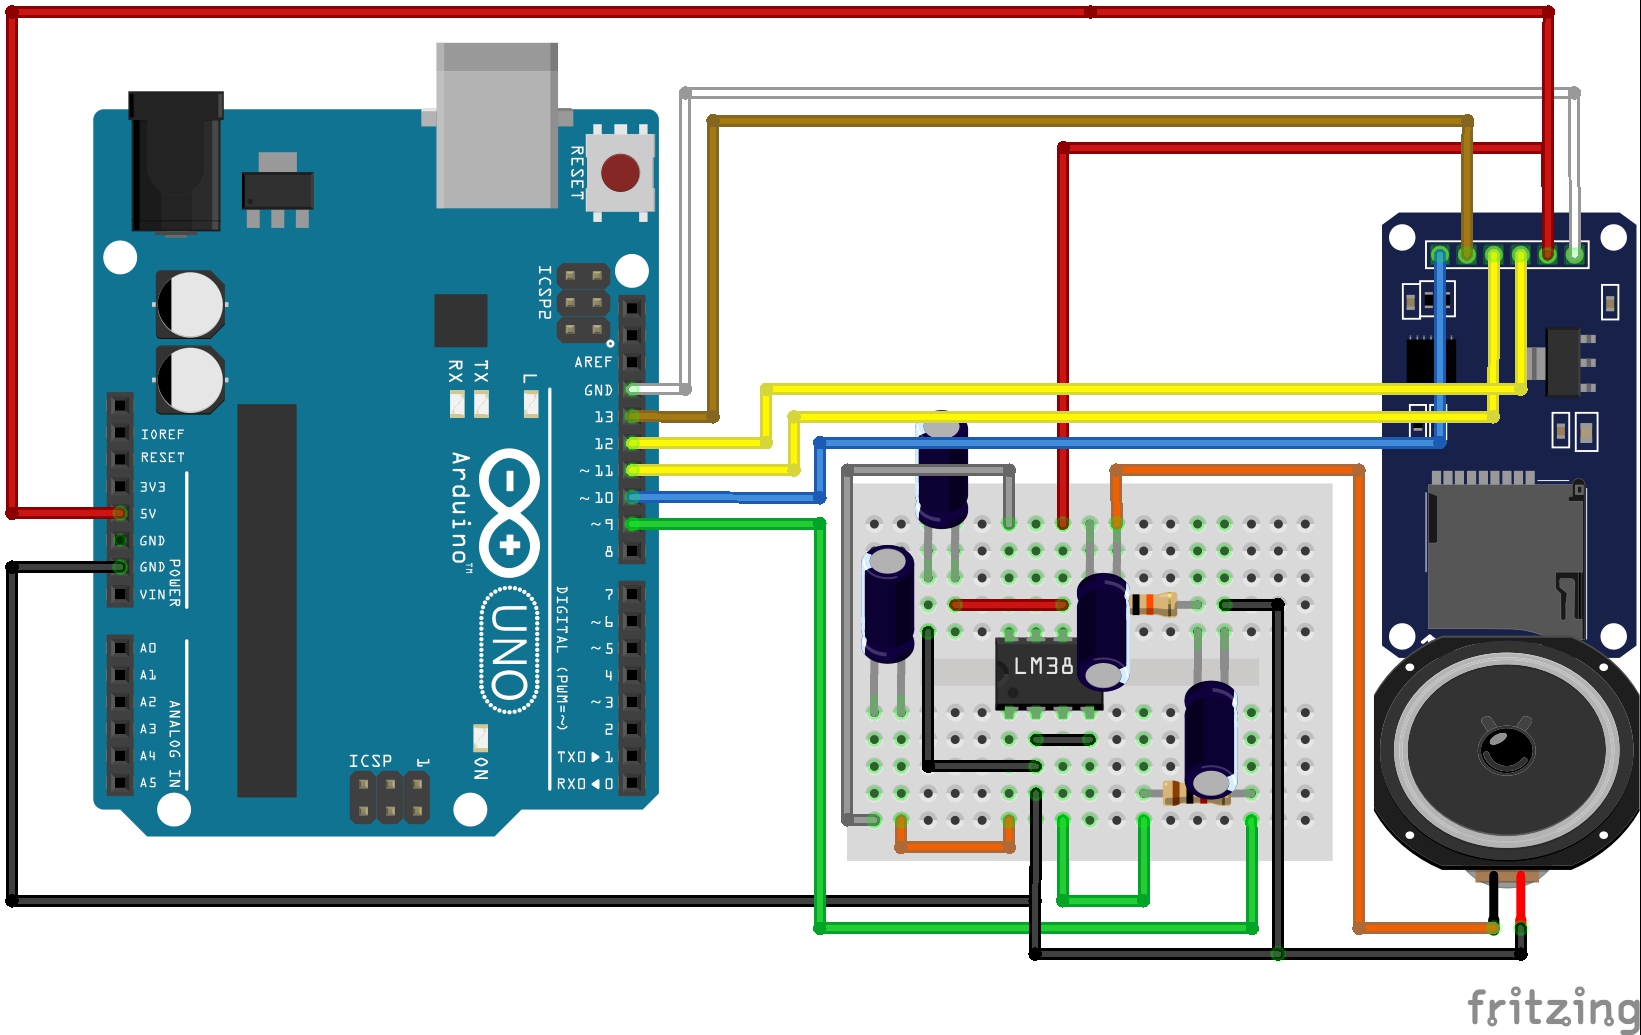 RESET
ICSP2
AREF
GND
13
12
~11
~10
~9
8
RX
TX
L
IOREF
RESET
3V3
5V
GND
GND
VIN
POWER
Arduino™
UNO
DIGITAL (PWM=~)
7
~6
~5
4
~3
2
TX0▶1
RX0◀0
A0
A1
A2
A3
A4
A5
ANALOG IN
ICSP
1
ON
LM38
fritzing